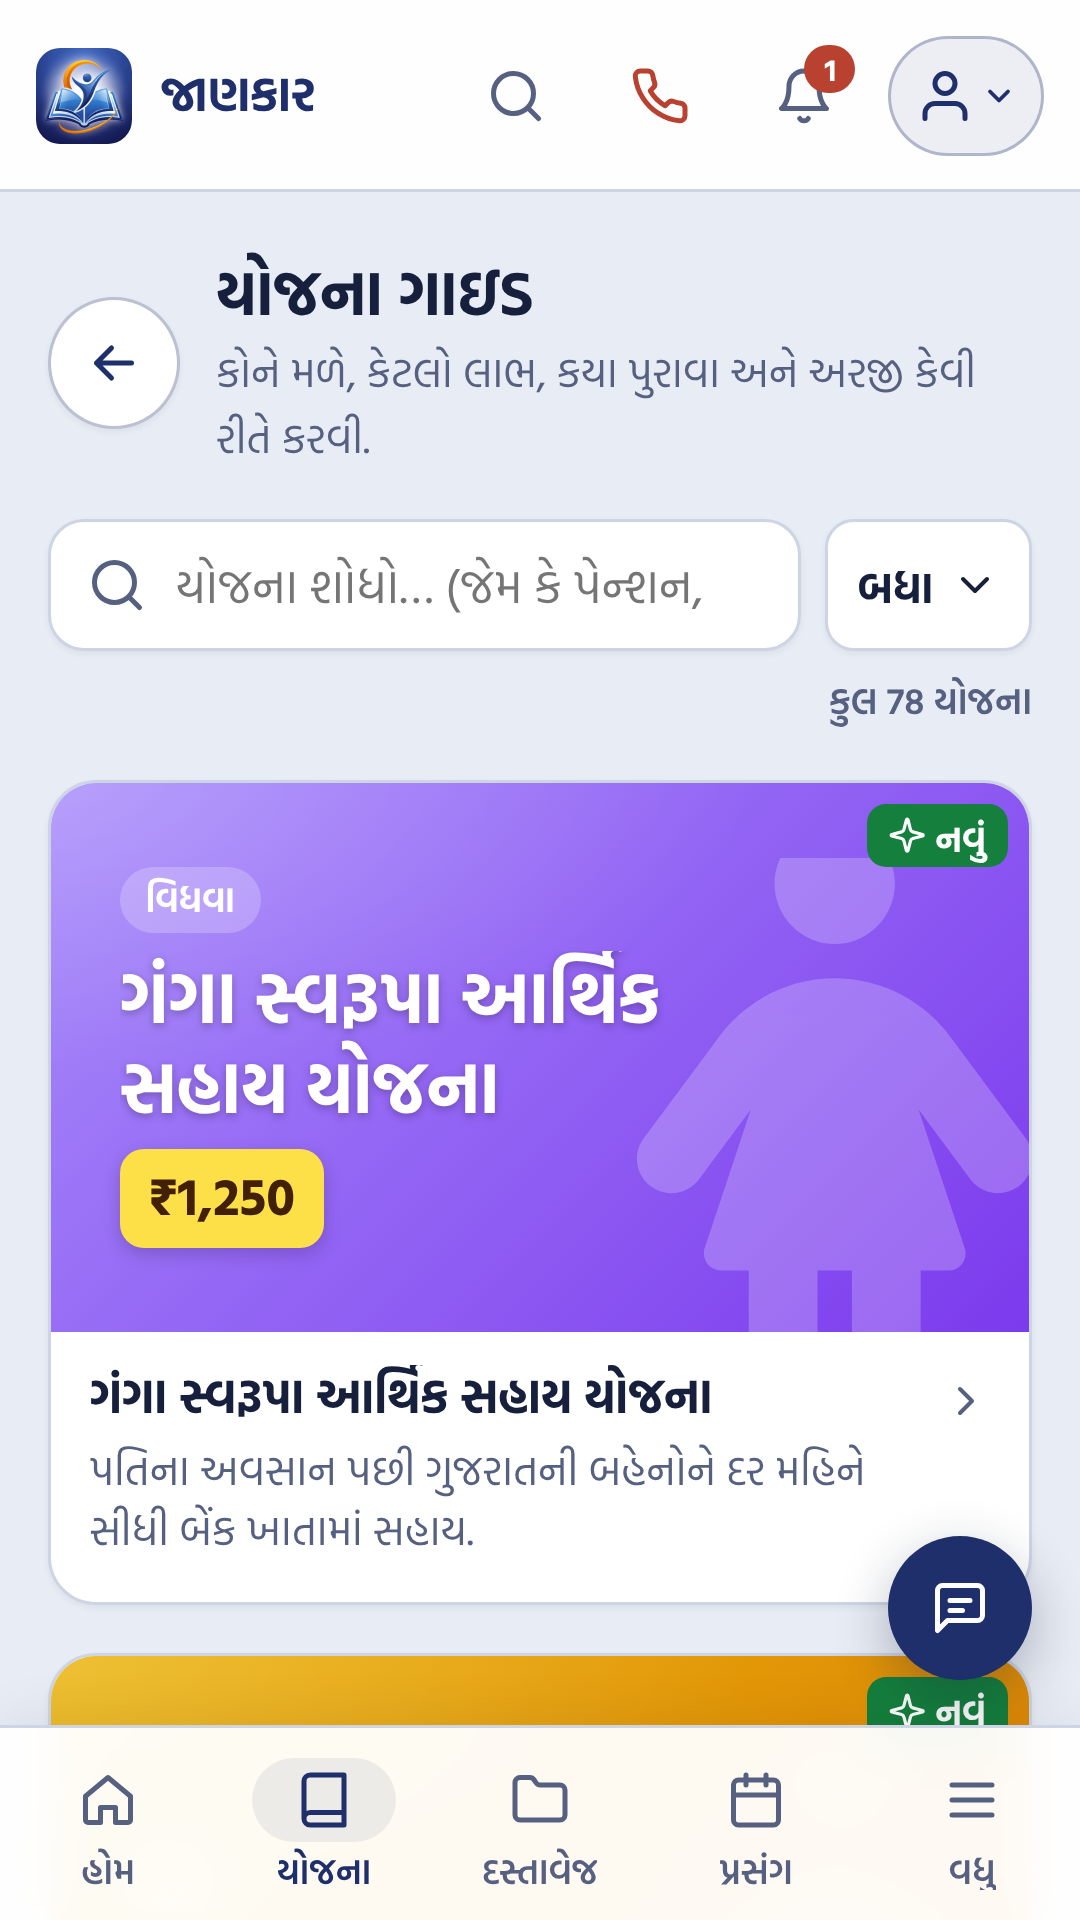 જાણકાર
1
યોજના ગાઇડ
કોને મળે, કેટલો લાભ, કયા પુરાવા અને અરજી કેવી
રીતે કરવી.
યોજના શોધો... (જેમ કે પેન્શન,
બધા
કુલ 78 યોજના
નવું
વિધવા
ગંગા સ્વરૂપા આર્થિક
સહાય યોજના
₹1,250
ગંગા સ્વરૂપા આર્થિક સહાય યોજના
પતિના અવસાન પછી ગુજરાતની બહેનોને દર મહિને
સીધી બેંક ખાતામાં સહાય.
નવું
હોમ
યોજના
દસ્તાવેજ
પ્રસંગ
વધુ